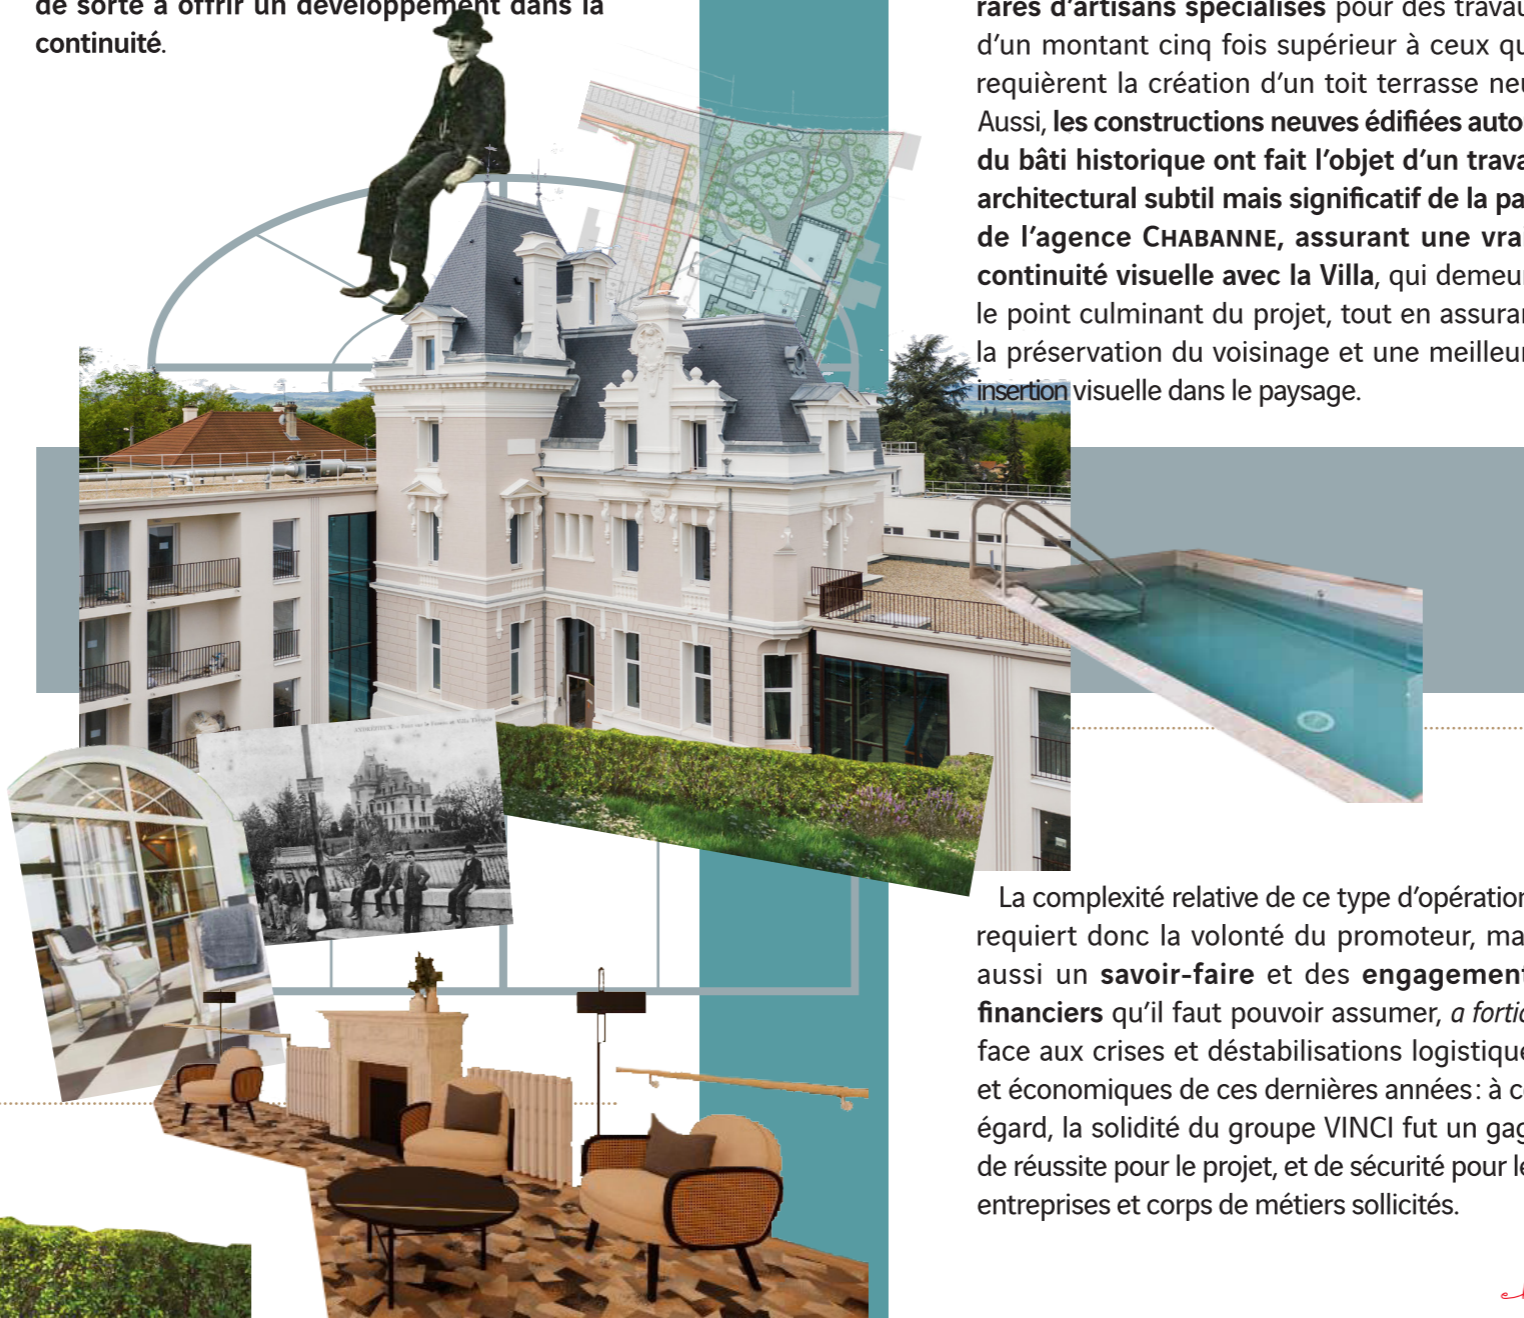 de sorte à offrir un développement dans la
continuité.
rares d'artisans spécialisés pour des travau
d'un montant cinq fois supérieur à ceux qu
requièrent la création d'un toit terrasse neu
Aussi, les constructions neuves édifiées auto
du bâti historique ont fait l'objet d'un trava
architectural subtil mais significatif de la pa
de l'agence CHABANNE, assurant une vrai
continuité visuelle avec la Villa, qui demeur
le point culminant du projet, tout en assuran
la préservation du voisinage et une meilleur
insertion visuelle dans le paysage.
La complexité relative de ce type d'opération
requiert donc la volonté du promoteur, mai
aussi un savoir-faire et des engagement
financiers qu'il faut pouvoir assumer, a fortio
face aux crises et déstabilisations logistique
et économiques de ces dernières années : à ce
égard, la solidité du groupe VINCI fut un gag
de réussite pour le projet, et de sécurité pour le
entreprises et corps de métiers sollicités.